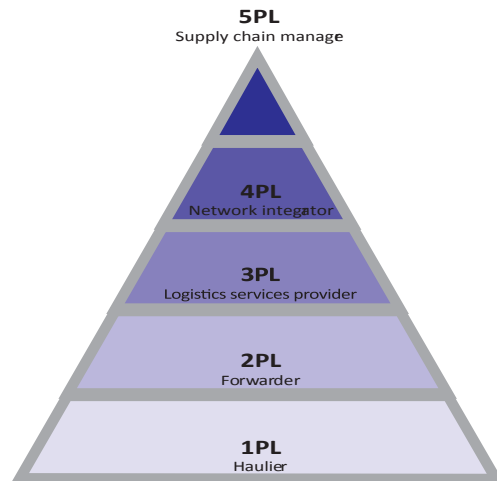 5PL
Supply chain manage
4PL
Network integrator
3PL
Logistics services provider
2PL
Forwarder
1PL
Haulier